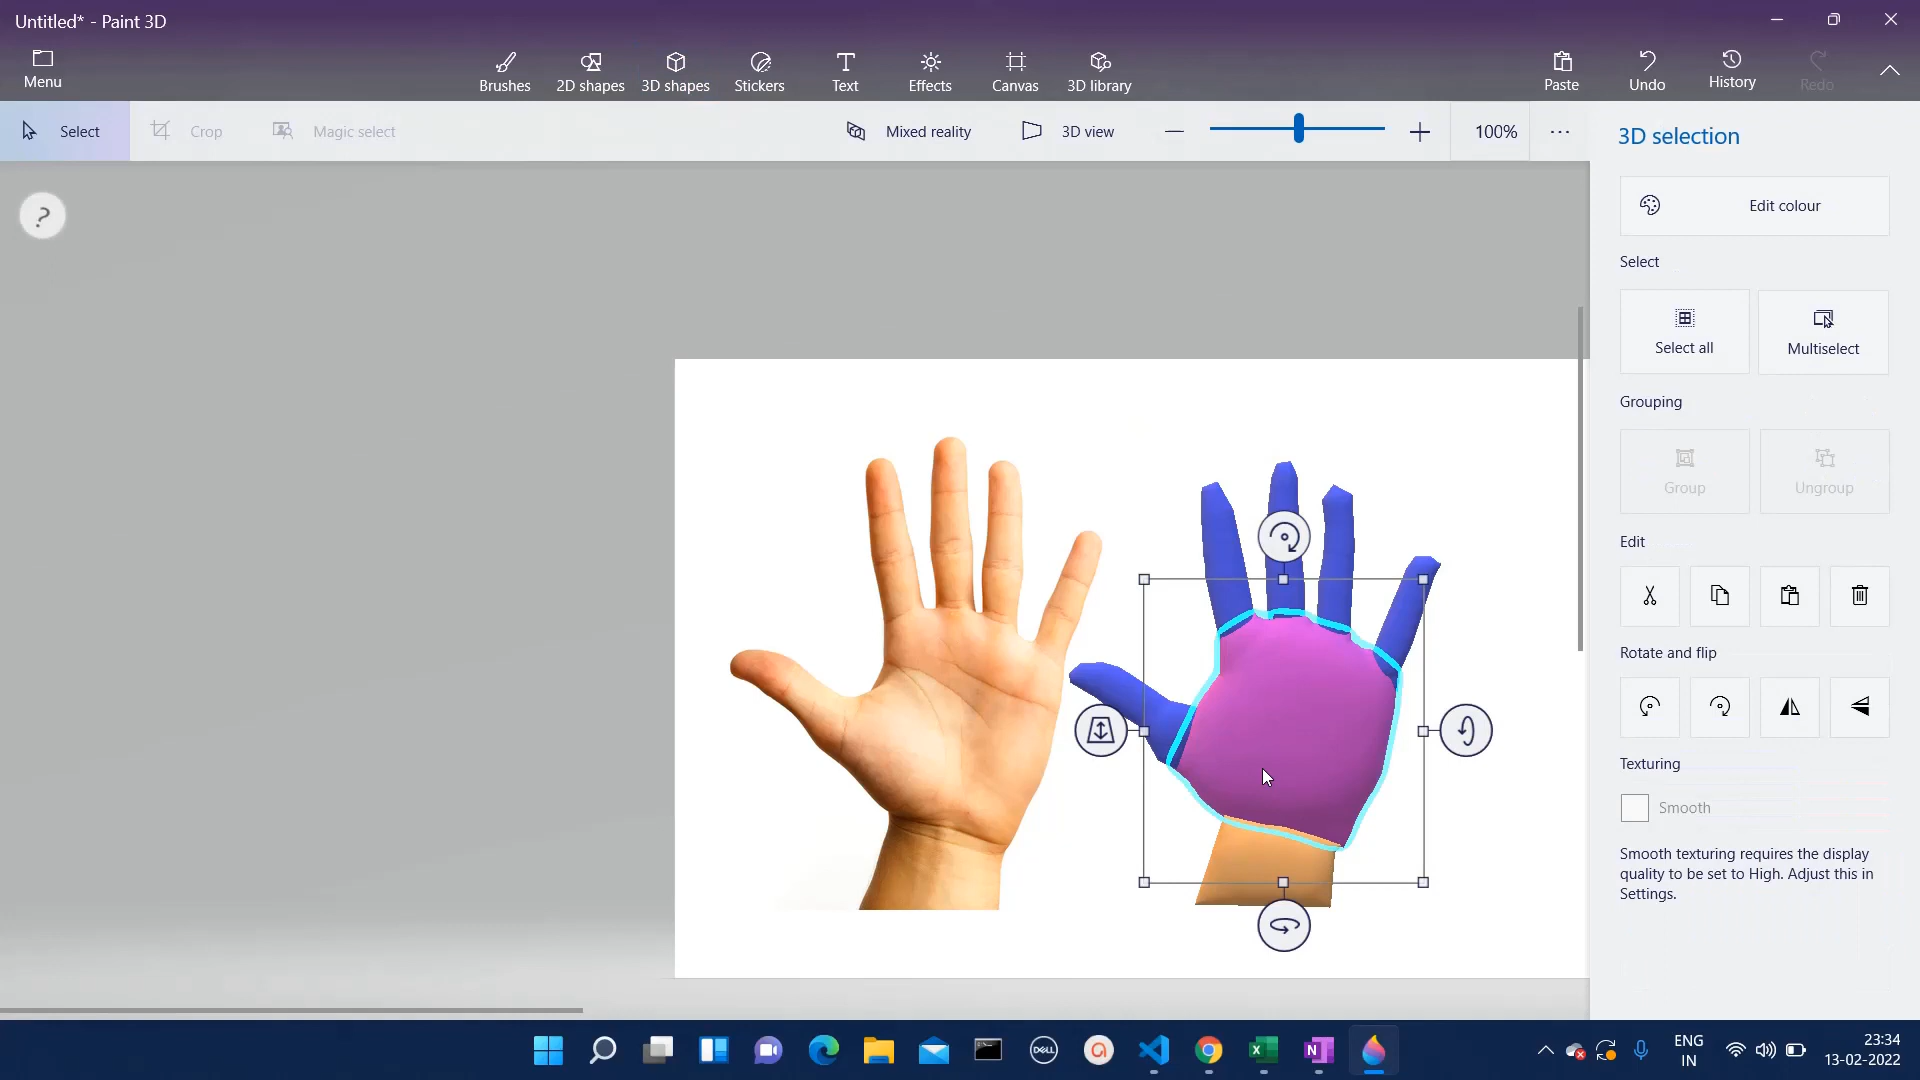 Untitled* - Paint 3D
Menu
Brushes
2D shapes
3D shapes
Stickers
Text
Effects
Canvas
3D library
Paste
Undo
History
Redo
Select
Crop
Magic select
Mixed reality
3D view
100%
?
3D selection
Edit colour
Select
Select all
Multiselect
Grouping
Group
Ungroup
Edit
Rotate and flip
Texturing
Smooth
Smooth texturing requires the display
quality to be set to High. Adjust this in
Settings.
DELL
ENG
IN
23:34
13-02-2022